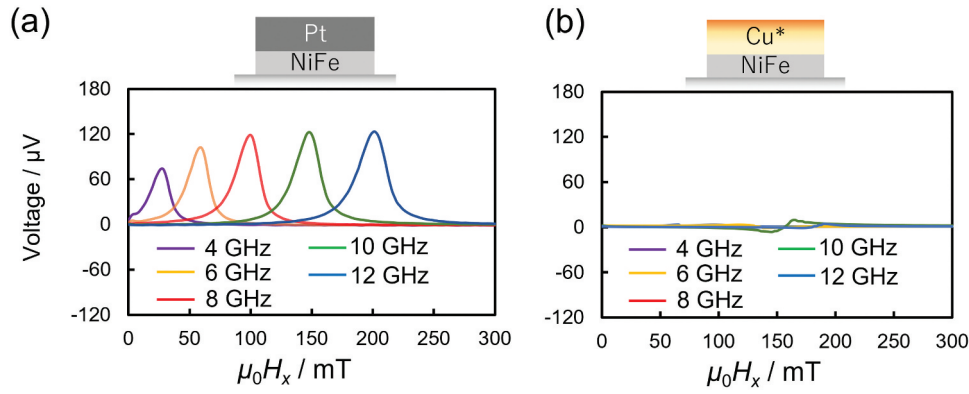 (a)
Pt
NiFe
Voltage / μV
180
120
60
0
-60
-120
4 GHz
6 GHz
8 GHz
10 GHz
12 GHz
0 50 100 150 200 250 300
μ₀Hₓ / mT
(b)
Cu*
NiFe
180
120
60
0
-60
-120
4 GHz
6 GHz
8 GHz
10 GHz
12 GHz
0 50 100 150 200 250 300
μ₀Hₓ / mT